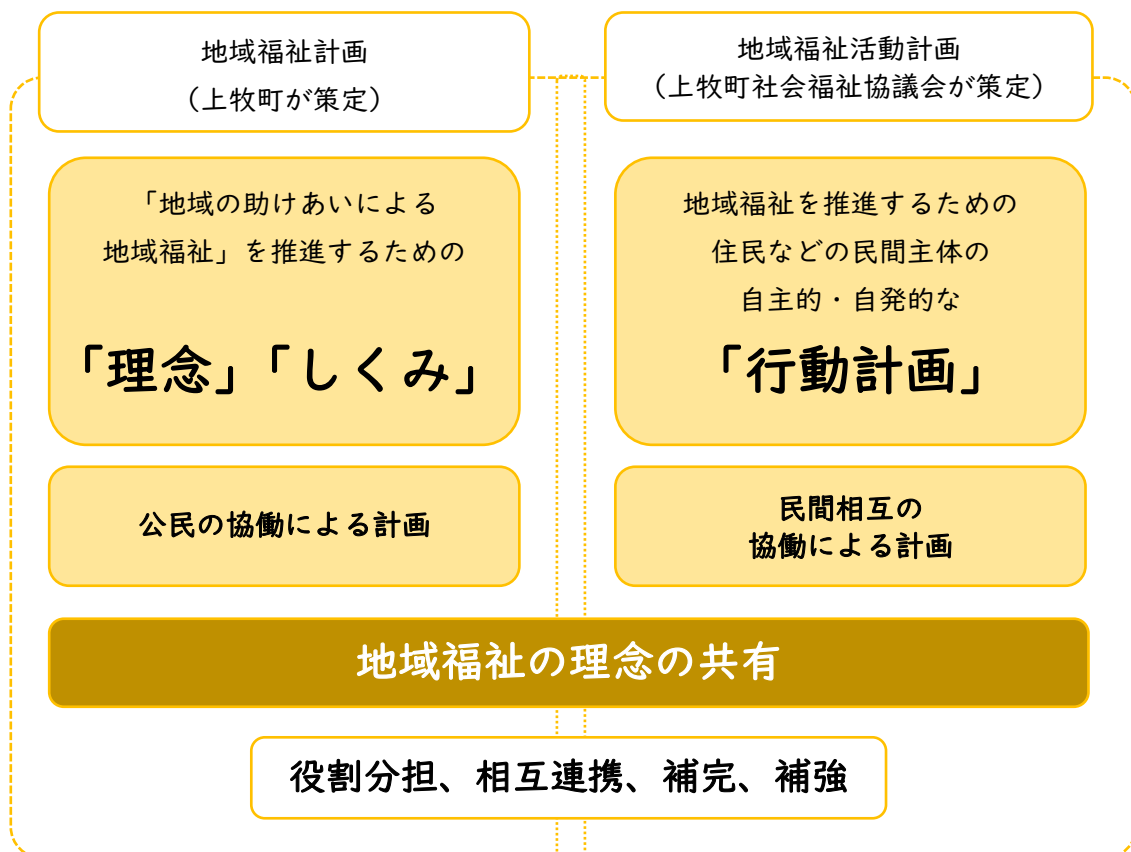 地域福祉計画
（上牧町が策定）
「地域の助けあいによる
地域福祉」を推進するための
「理念」「しくみ」
公民の協働による計画
地域福祉活動計画
（上牧町社会福祉協議会が策定）
地域福祉を推進するための
住民などの民間主体の
自主的・自発的な
「行動計画」
民間相互の
協働による計画
地域福祉の理念の共有
役割分担、相互連携、補完、補強